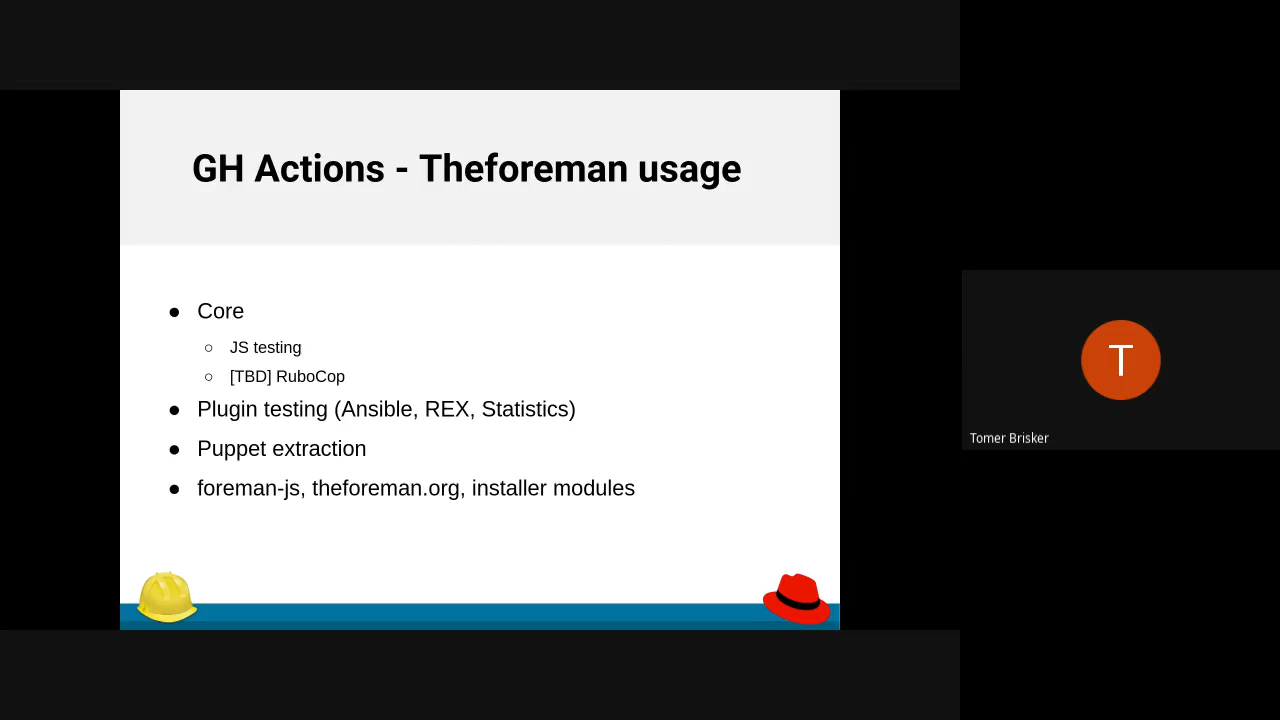 GH Actions - Theforeman usage
● Core
○ JS testing
○ [TBD] RuboCop
● Plugin testing (Ansible, REX, Statistics)
● Puppet extraction
● foreman-js, theforeman.org, installer modules
T
Tomer Brisker